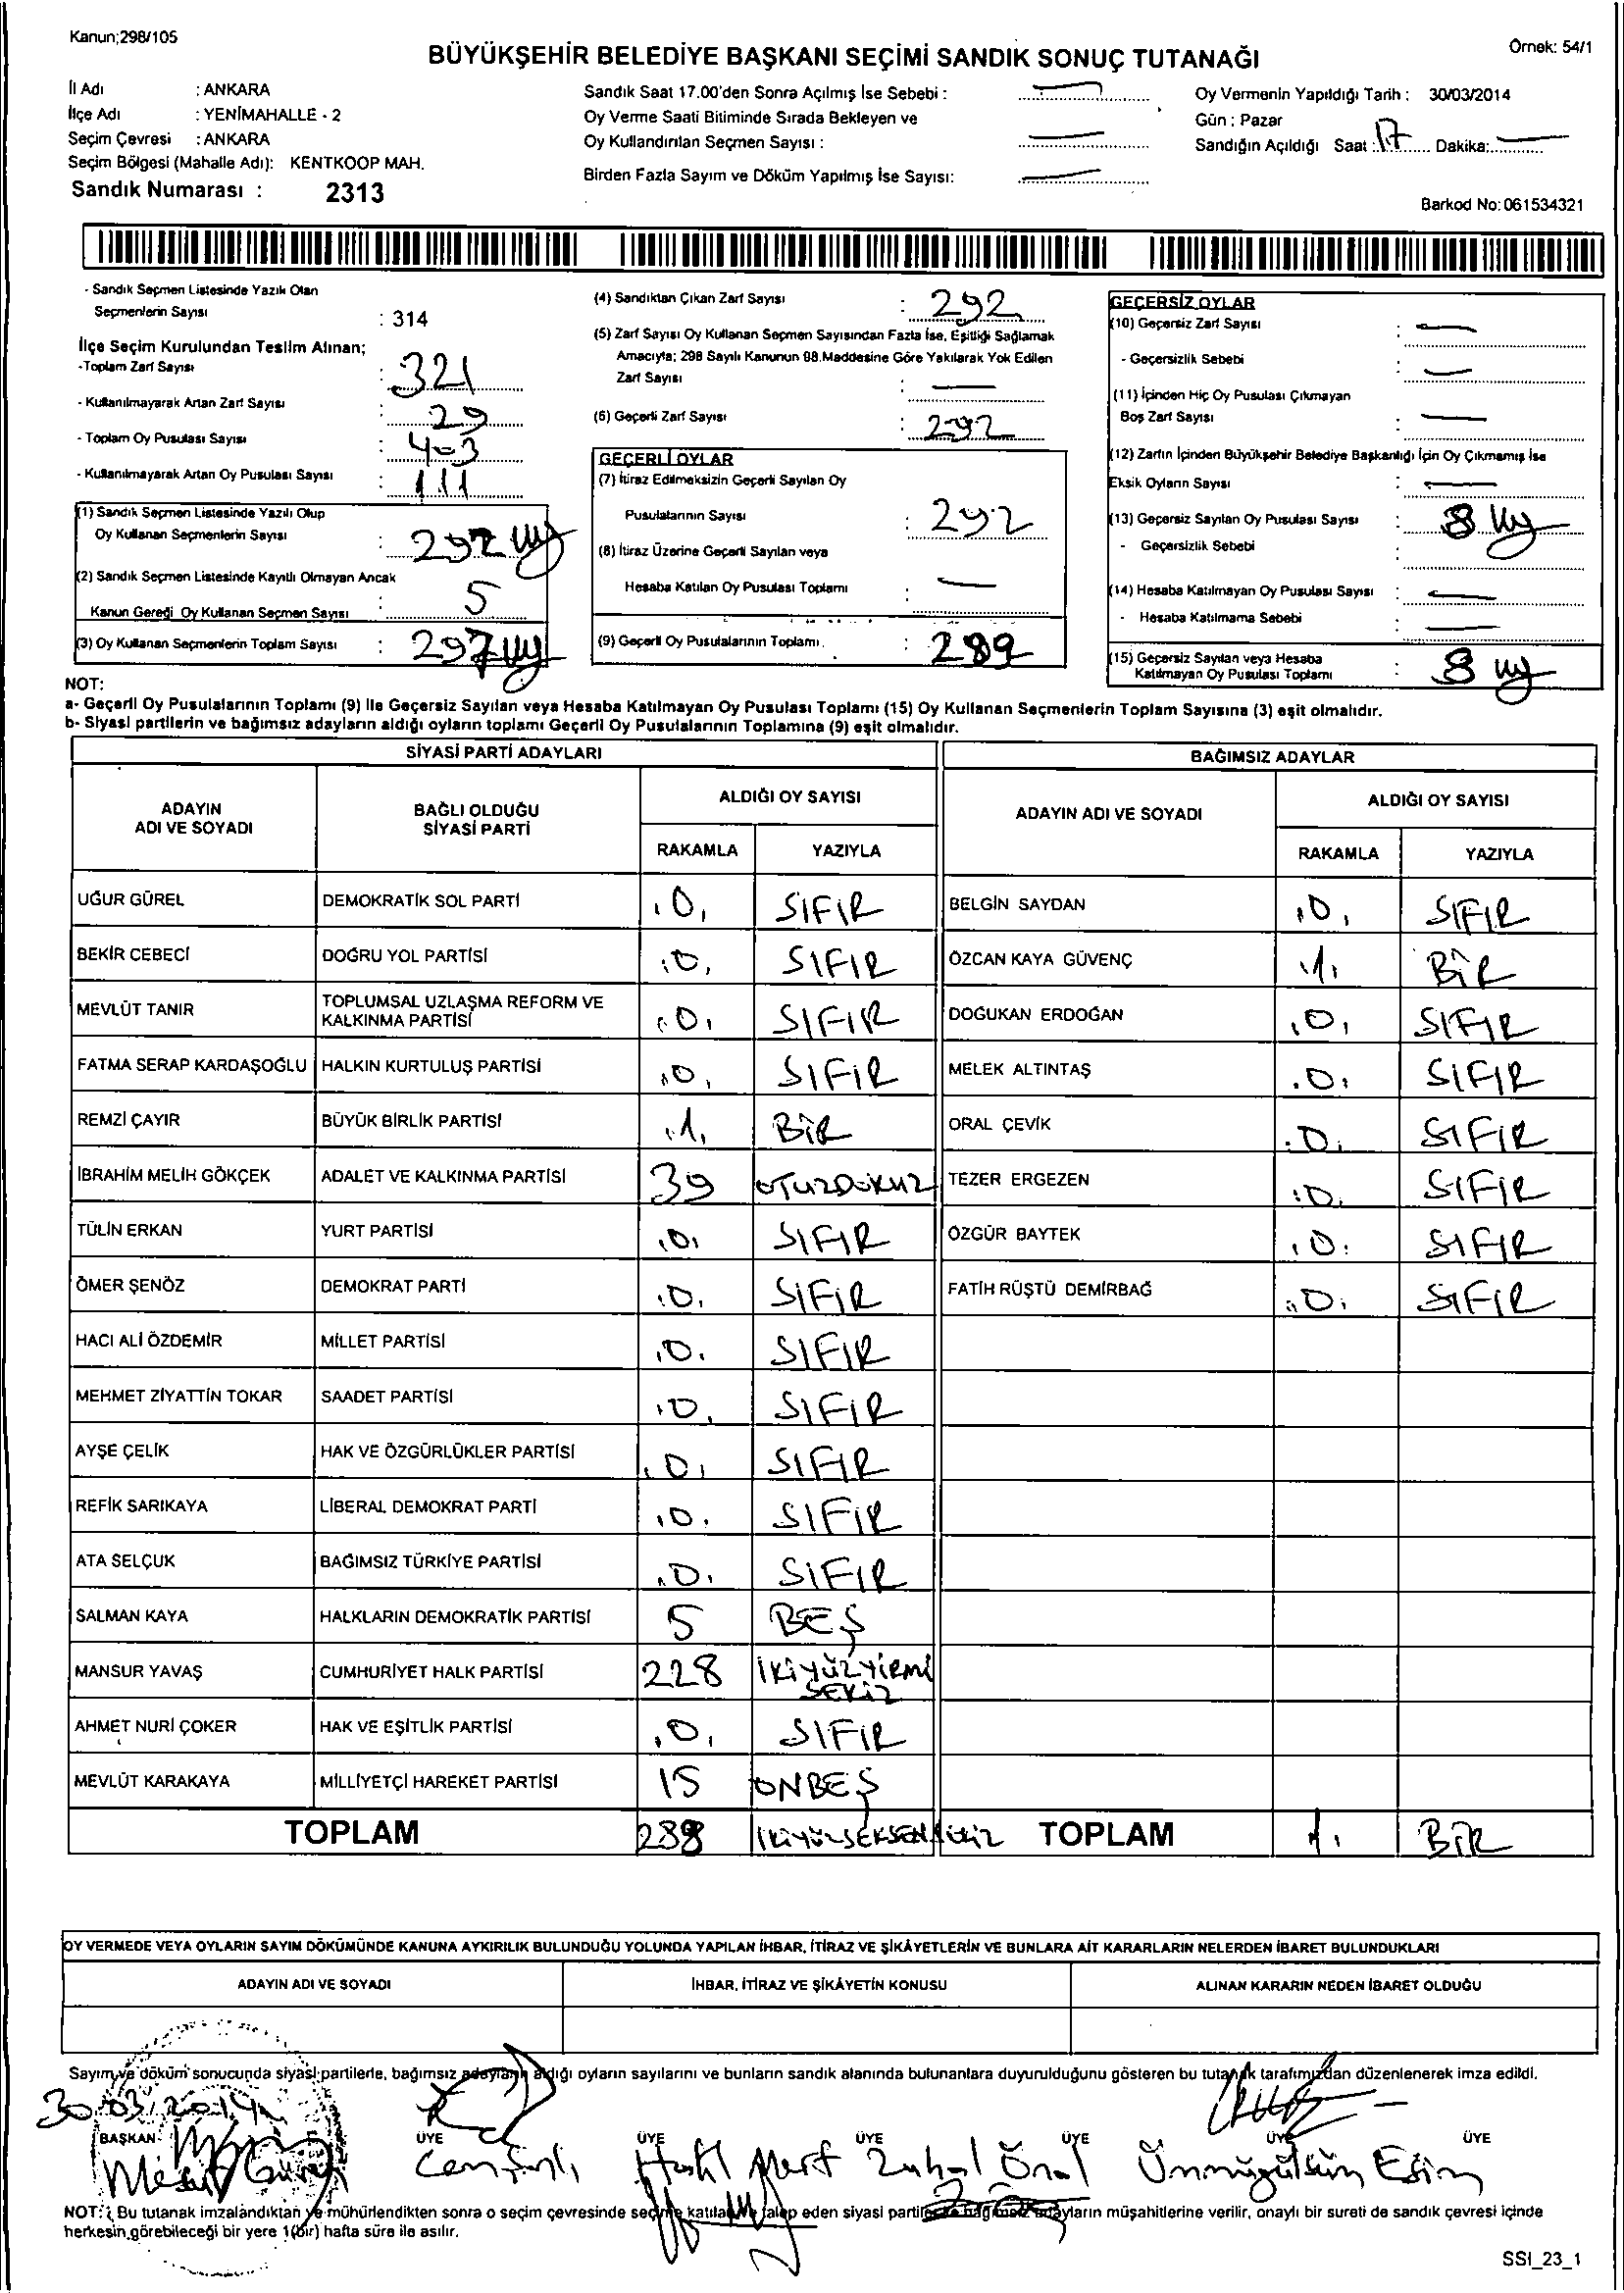 Kanun;298/105
Örnek: 54/1
BÜYÜKŞEHİR BELEDİYE BAŞKANI SEÇİMİ SANDIK SONUÇ TUTANAĞI
İl Adı : ANKARA
İlçe Adı : YENİMAHALLE - 2
Seçim Çevresi : ANKARA
Seçim Bölgesi (Mahalle Adı): KENTKOOP MAH.
Sandık Numarası : 2313
Sandık Saat 17.00'den Sonra Açılmış İse Sebebi :
Oy Verme Saati Bitiminde Sırada Bekleyen ve
Oy Kullandırılan Seçmen Sayısı :
Birden Fazla Sayım ve Döküm Yapılmış İse Sayısı:
Oy Vermenin Yapıldığı Tarih : 30/03/2014
Gün : Pazar
Sandığın Açıldığı Saat : 17 Dakika:
Barkod No: 061534321
- Sandık Seçmen Listesinde Yazılı Olan
Seçmenlerin Sayısı : 314
İlçe Seçim Kurulundan Teslim Alınan;
-Toplam Zarf Sayısı : 321
- Kullanılmayarak Artan Zarf Sayısı : 29
- Toplam Oy Pusulası Sayısı : 403
- Kullanılmayarak Artan Oy Pusulası Sayısı : 111
(1) Sandık Seçmen Listesinde Yazılı Olup
Oy Kullanan Seçmenlerin Sayısı : 292
(2) Sandık Seçmen Listesinde Kayıtlı Olmayan Ancak
Kanun Gereği Oy Kullanan Seçmen Sayısı : 5
(3) Oy Kullanan Seçmenlerin Toplam Sayısı : 297
(4) Sandıktan Çıkan Zarf Sayısı : 292
(5) Zarf Sayısı Oy Kullanan Seçmen Sayısından Fazla İse, Eşitliği Sağlamak
Amacıyla; 298 Sayılı Kanunun 98.Maddesine Göre Yakılarak Yok Edilen
Zarf Sayısı :
(6) Geçerli Zarf Sayısı : 292
GEÇERLİ OYLAR
(7) İtiraz Edilmeksizin Geçerli Sayılan Oy
Pusulalarının Sayısı : 292
(8) İtiraz Üzerine Geçerli Sayılan veya
Hesaba Katılan Oy Pusulası Toplamı :
(9) Geçerli Oy Pusulalarının Toplamı. : 289
GEÇERSİZ OYLAR
(10) Geçersiz Zarf Sayısı :
- Geçersizlik Sebebi :
(11) İçinden Hiç Oy Pusulası Çıkmayan
Boş Zarf Sayısı :
(12) Zarfın İçinden Büyükşehir Belediye Başkanlığı İçin Oy Çıkmamış İse
Eksik Oyların Sayısı :
(13) Geçersiz Sayılan Oy Pusulası Sayısı : 8
- Geçersizlik Sebebi :
(14) Hesaba Katılmayan Oy Pusulası Sayısı :
- Hesaba Katılmama Sebebi :
(15) Geçersiz Sayılan veya Hesaba
Katılmayan Oy Pusulası Toplamı : 8
NOT:
a- Geçerli Oy Pusulalarının Toplamı (9) ile Geçersiz Sayılan veya Hesaba Katılmayan Oy Pusulası Toplamı (15) Oy Kullanan Seçmenlerin Toplam Sayısına (3) eşit olmalıdır.
b- Siyasi partilerin ve bağımsız adayların aldığı oyların toplamı Geçerli Oy Pusulalarının Toplamına (9) eşit olmalıdır.
SİYASİ PARTİ ADAYLARI BAĞIMSIZ ADAYLAR
ADAYIN ADI VE SOYADI BAĞLI OLDUĞU SİYASİ PARTİ ALDIĞI OY SAYISI ADAYIN ADI VE SOYADI ALDIĞI OY SAYISI
RAKAMLA YAZIYLA RAKAMLA YAZIYLA
UĞUR GÜREL DEMOKRATİK SOL PARTİ 0 SIFIR BELGİN SAYDAN 0 SIFIR
BEKİR CEBECİ DOĞRU YOL PARTİSİ 0 SIFIR ÖZCAN KAYA GÜVENÇ 1 BİR
MEVLÜT TANIR TOPLUMSAL UZLAŞMA REFORM VE KALKINMA PARTİSİ 0 SIFIR DOĞUKAN ERDOĞAN 0 SIFIR
FATMA SERAP KARDAŞOĞLU HALKIN KURTULUŞ PARTİSİ 0 SIFIR MELEK ALTINTAŞ 0 SIFIR
REMZİ ÇAYIR BÜYÜK BİRLİK PARTİSİ 1 BİR ORAL ÇEVİK 0 SIFIR
İBRAHİM MELİH GÖKÇEK ADALET VE KALKINMA PARTİSİ 39 OTUZDOKUZ TEZER ERGEZEN 0 SIFIR
TÜLİN ERKAN YURT PARTİSİ 0 SIFIR ÖZGÜR BAYTEK 0 SIFIR
ÖMER ŞENÖZ DEMOKRAT PARTİ 0 SIFIR FATİH RÜŞTÜ DEMİRBAĞ 0 SIFIR
HACI ALİ ÖZDEMİR MİLLET PARTİSİ 0 SIFIR
MEHMET ZİYATTİN TOKAR SAADET PARTİSİ 0 SIFIR
AYŞE ÇELİK HAK VE ÖZGÜRLÜKLER PARTİSİ 0 SIFIR
REFİK SARIKAYA LİBERAL DEMOKRAT PARTİ 0 SIFIR
ATA SELÇUK BAĞIMSIZ TÜRKİYE PARTİSİ 0 SIFIR
SALMAN KAYA HALKLARIN DEMOKRATİK PARTİSİ 5 BEŞ
MANSUR YAVAŞ CUMHURİYET HALK PARTİSİ 228 İKİYÜZYİRMİ SEKİZ
AHMET NURİ ÇOKER HAK VE EŞİTLİK PARTİSİ 0 SIFIR
MEVLÜT KARAKAYA MİLLİYETÇİ HAREKET PARTİSİ 15 ONBEŞ
TOPLAM 288 İKİYÜZSEKSENSEKİZ TOPLAM 1 BİR
OY VERMEDE VEYA OYLARIN SAYIM DÖKÜMÜNDE KANUNA AYKIRILIK BULUNDUĞU YOLUNDA YAPILAN İHBAR, İTİRAZ VE ŞİKÂYETLERİN VE BUNLARA AİT KARARLARIN NELERDEN İBARET BULUNDUKLARI
ADAYIN ADI VE SOYADI İHBAR, İTİRAZ VE ŞİKÂYETİN KONUSU ALINAN KARARIN NEDEN İBARET OLDUĞU
Sayım ve döküm sonucunda siyasi partilerle, bağımsız adayların aldığı oyların sayılarını ve bunların sandık alanında bulunanlara duyurulduğunu gösteren bu tutanak tarafımızdan düzenlenerek imza edildi.
30.03.2014
BAŞKAN ÜYE ÜYE ÜYE ÜYE ÜYE ÜYE
Mesut Mert Zuhal Önal Ümmügülsüm Esin
NOT: Bu tutanak imzalandıktan ve mühürlendikten sonra o seçim çevresinde seçime katılan ve talep eden siyasi partilerle bağımsız adayların müşahitlerine verilir, onaylı bir sureti de sandık çevresi içinde
herkesin görebileceği bir yere 1(bir) hafta süre ile asılır.
SSI_23_1